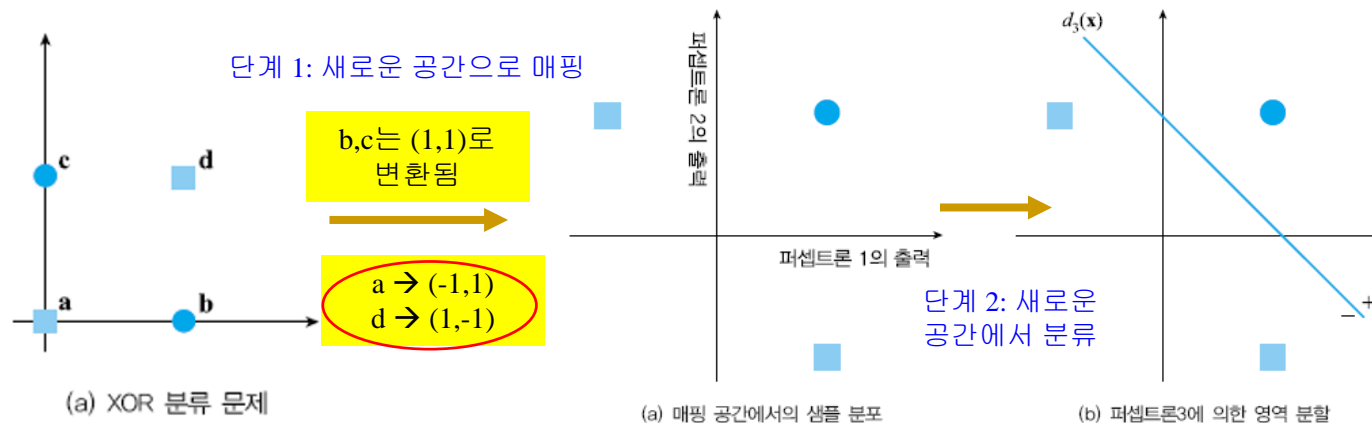 단계 1: 새로운 공간으로 매핑
c
d
a
b
(a) XOR 분류 문제
b,c는 (1,1)로
변환됨
a → (-1,1)
d → (1,-1)
퍼셉트론 2의 출력
퍼셉트론 1의 출력
(a) 매핑 공간에서의 샘플 분포
단계 2: 새로운
공간에서 분류
d₃(x)
− +
(b) 퍼셉트론3에 의한 영역 분할